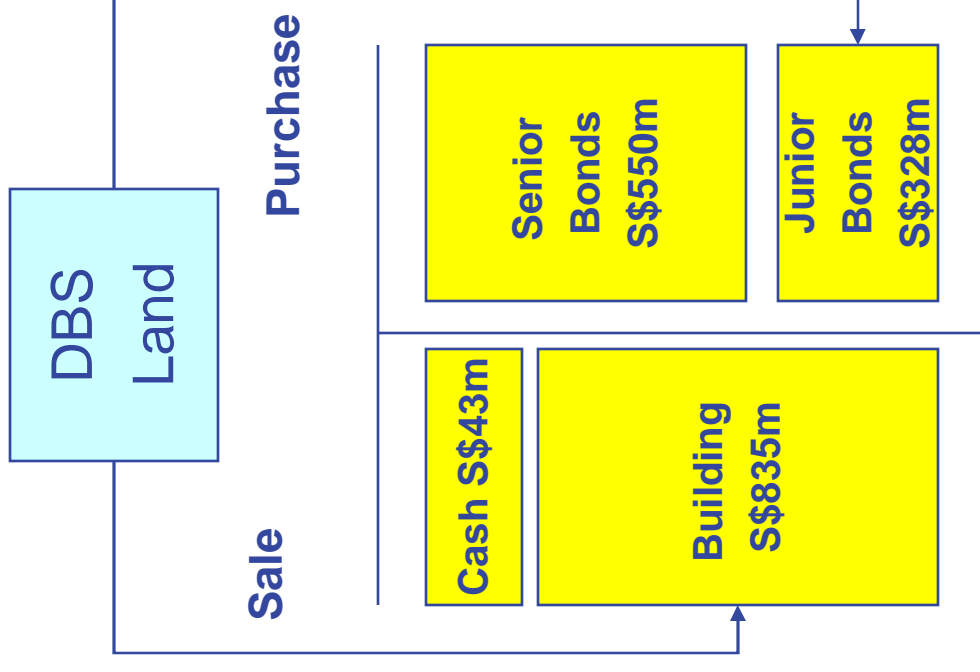 DBS
Land
Sale
Purchase
Cash S$43m
Building
S$835m
Senior
Bonds
S$550m
Junior
Bonds
S$328m